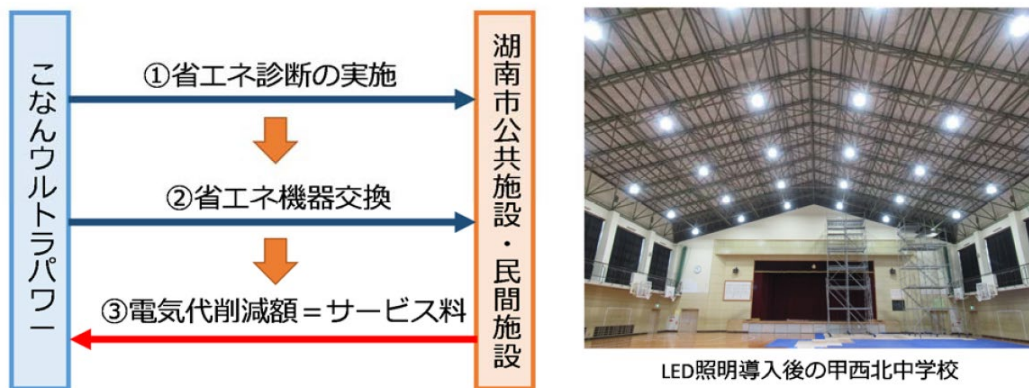 こなんウルトラパワー
①省エネ診断の実施
②省エネ機器交換
③電気代削減額＝サービス料
湖南市公共施設・民間施設
LED照明導入後の甲西北中学校